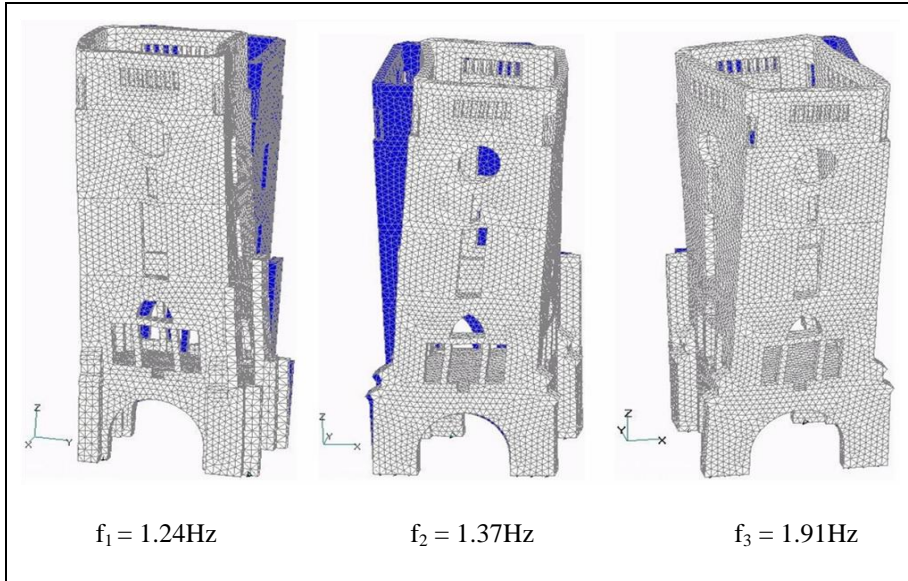 Z
X
Y
Z
Y
X
Z
Y
X
f1 = 1.24Hz
f2 = 1.37Hz
f3 = 1.91Hz